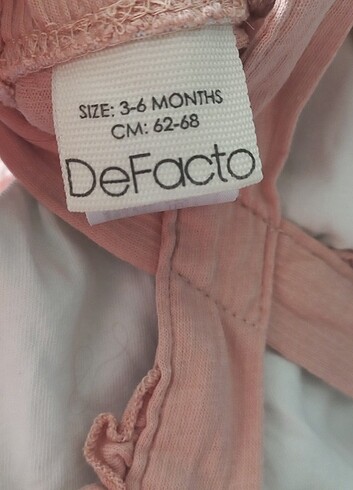 SIZE: 3-6 MONTHS
CM: 62-68
DeFacto